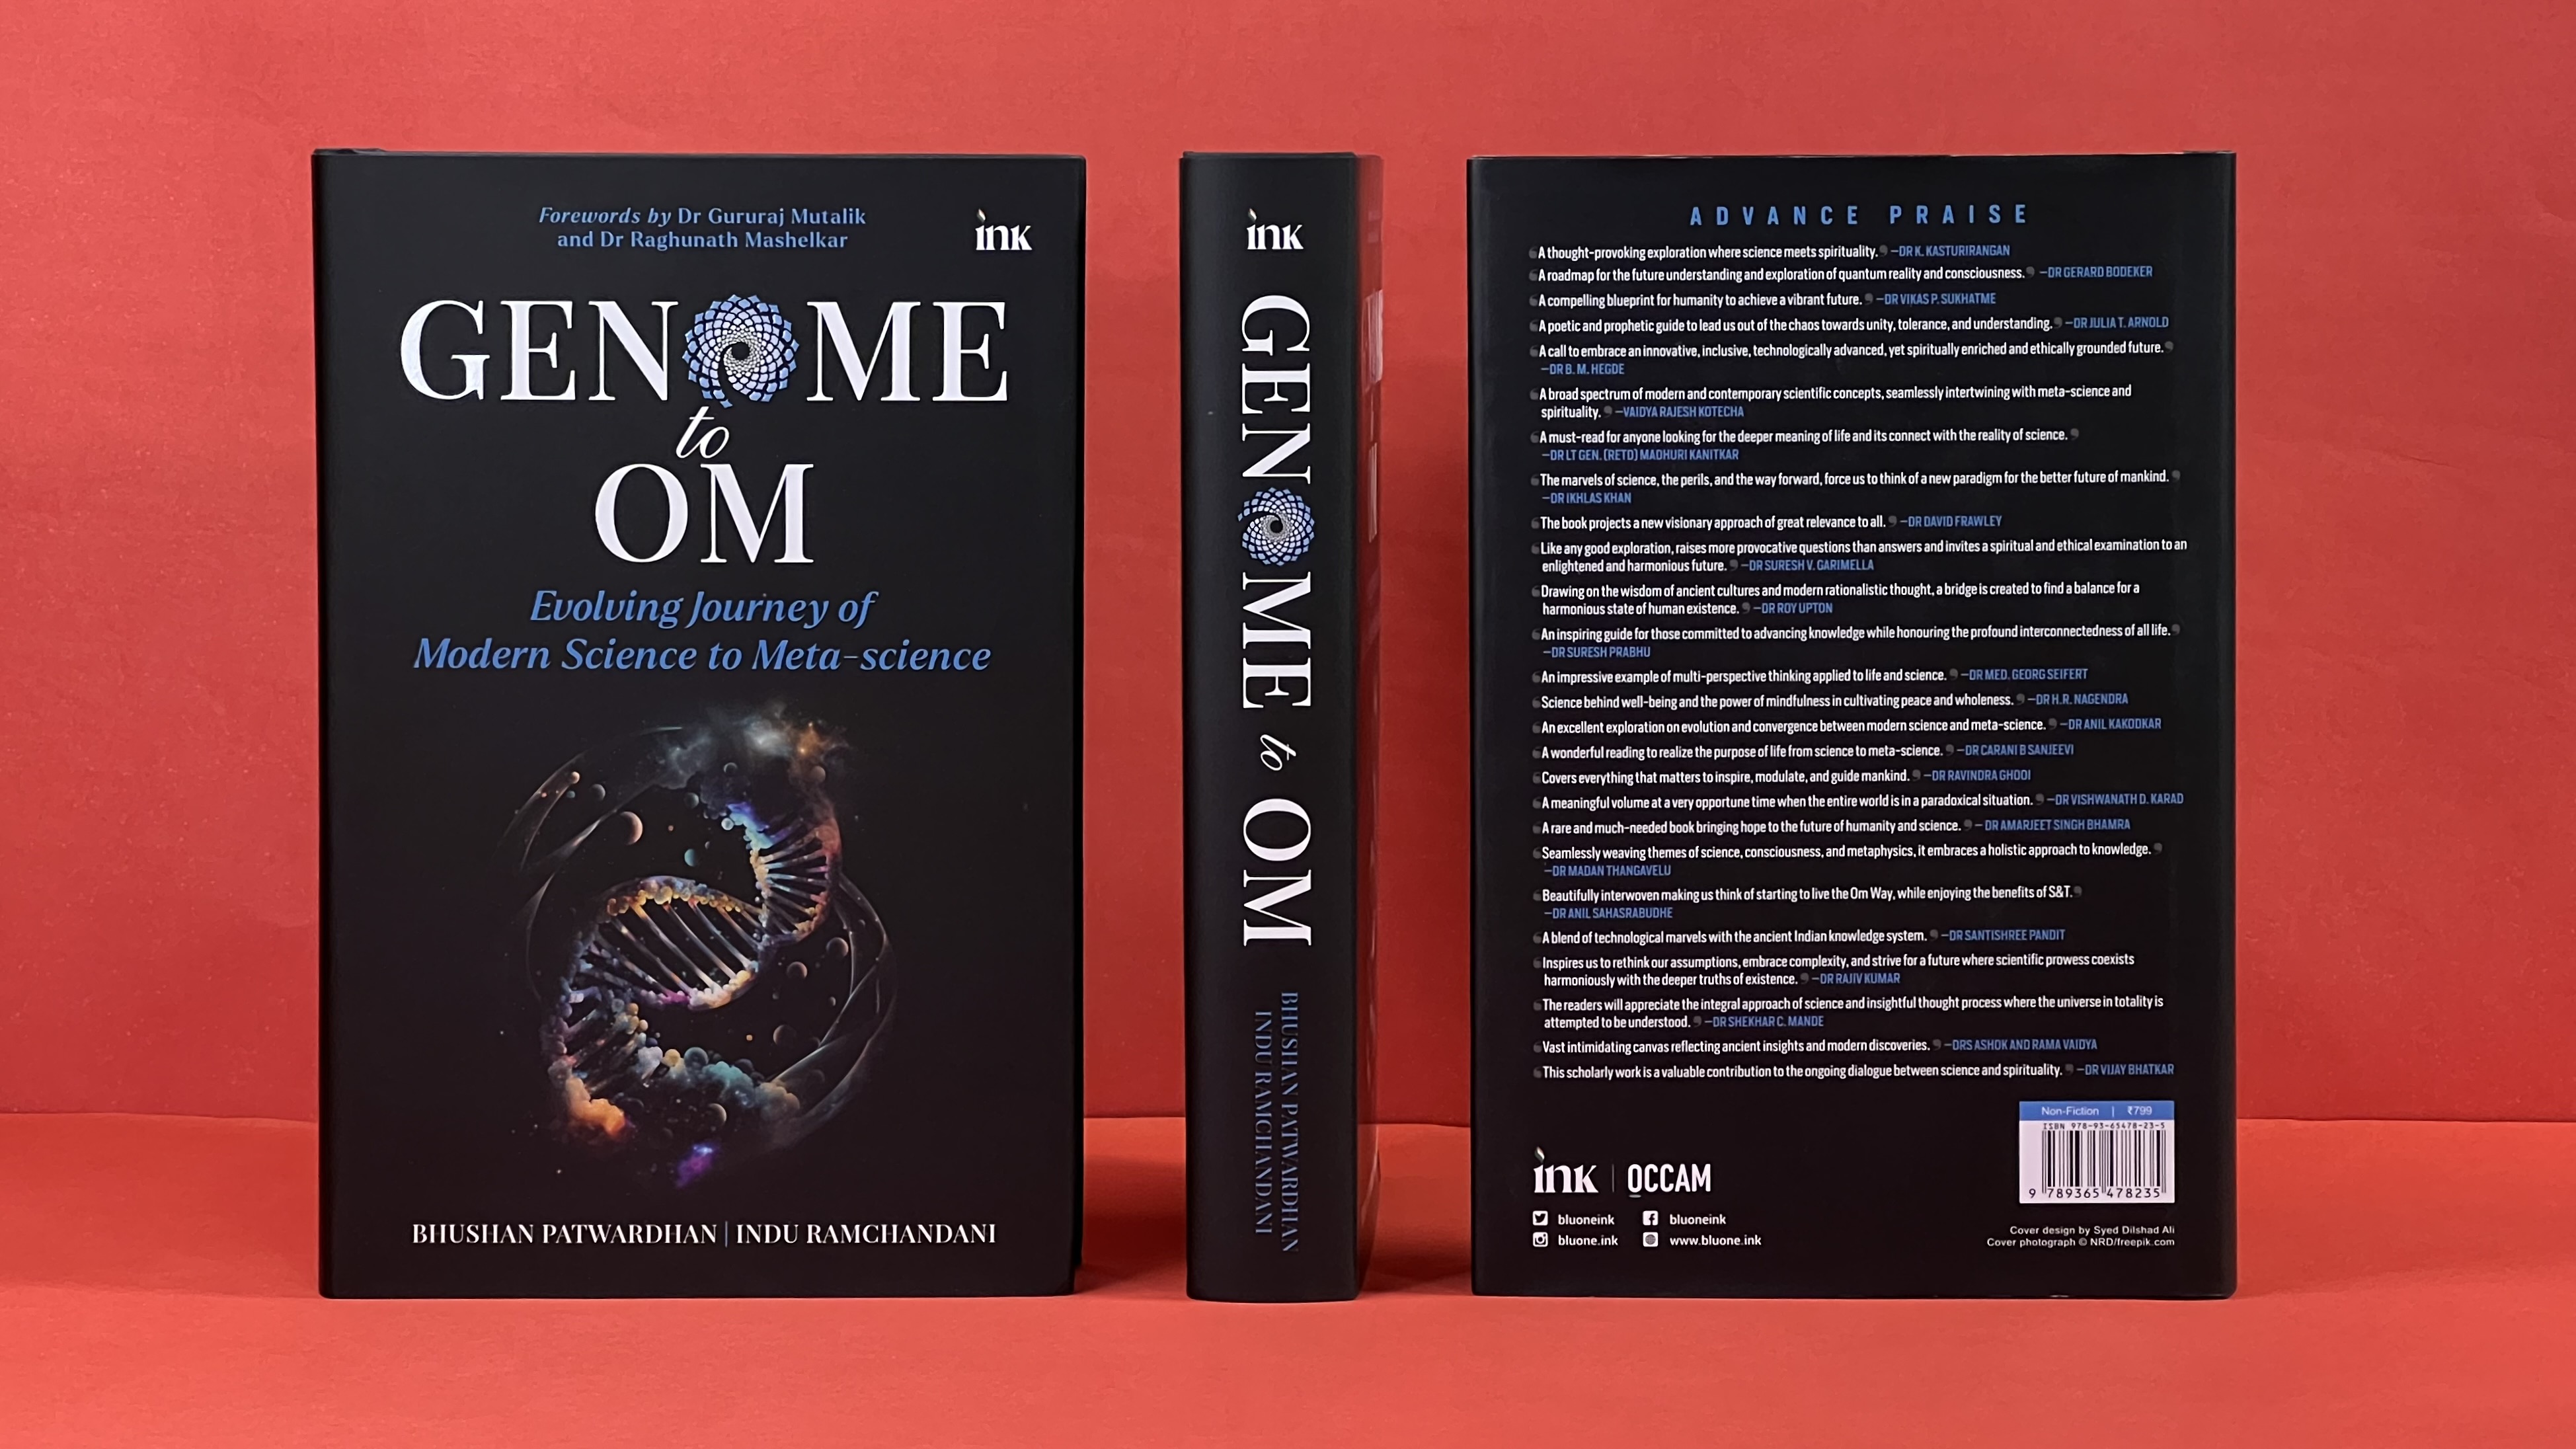 Forewords by Dr Gururaj Mutalik
and Dr Raghunath Mashelkar
ink
GENOME
to
OM
Evolving Journey of
Modern Science to Meta-science
BHUSHAN PATWARDHAN | INDU RAMCHANDANI
ink
GENOME to OM
BHUSHAN PATWARDHAN
INDU RAMCHANDANI
ADVANCE PRAISE
❛A thought-provoking exploration where science meets spirituality.❜ —DR K. KASTURIRANGAN
❛A roadmap for the future understanding and exploration of quantum reality and consciousness.❜ —DR GERARD BODEKER
❛A compelling blueprint for humanity to achieve a vibrant future.❜ —DR VIKAS P. SUKHATME
❛A poetic and prophetic guide to lead us out of the chaos towards unity, tolerance, and understanding.❜ —DR JULIA T. ARNOLD
❛A call to embrace an innovative, inclusive, technologically advanced, yet spiritually enriched and ethically grounded future.❜
—DR B. M. HEGDE
❛A broad spectrum of modern and contemporary scientific concepts, seamlessly intertwining with meta-science and
spirituality.❜ —VAIDYA RAJESH KOTECHA
❛A must-read for anyone looking for the deeper meaning of life and its connect with the reality of science.❜
—DR LT GEN. (RETD) MADHURI KANITKAR
❛The marvels of science, the perils, and the way forward, force us to think of a new paradigm for the better future of mankind.❜
—DR IKHLAS KHAN
❛The book projects a new visionary approach of great relevance to all.❜ —DR DAVID FRAWLEY
❛Like any good exploration, raises more provocative questions than answers and invites a spiritual and ethical examination to an
enlightened and harmonious future.❜ —DR SURESH V. GARIMELLA
❛Drawing on the wisdom of ancient cultures and modern rationalistic thought, a bridge is created to find a balance for a
harmonious state of human existence.❜ —DR ROY UPTON
❛An inspiring guide for those committed to advancing knowledge while honouring the profound interconnectedness of all life.❜
—DR SURESH PRABHU
❛An impressive example of multi-perspective thinking applied to life and science.❜ —DR MED. GEORG SEIFERT
❛Science behind well-being and the power of mindfulness in cultivating peace and wholeness.❜ —DR H.R. NAGENDRA
❛An excellent exploration on evolution and convergence between modern science and meta-science.❜ —DR ANIL KAKODKAR
❛A wonderful reading to realize the purpose of life from science to meta-science.❜ —DR CARANI B SANJEEVI
❛Covers everything that matters to inspire, modulate, and guide mankind.❜ —DR RAVINDRA GHOOI
❛A meaningful volume at a very opportune time when the entire world is in a paradoxical situation.❜ —DR VISHWANATH D. KARAD
❛A rare and much-needed book bringing hope to the future of humanity and science.❜ — DR AMARJEET SINGH BHAMRA
❛Seamlessly weaving themes of science, consciousness, and metaphysics, it embraces a holistic approach to knowledge.❜
—DR MADAN THANGAVELU
❛Beautifully interwoven making us think of starting to live the Om Way, while enjoying the benefits of S&T.❜
—DR ANIL SAHASRABUDHE
❛A blend of technological marvels with the ancient Indian knowledge system.❜ —DR SANTISHREE PANDIT
❛Inspires us to rethink our assumptions, embrace complexity, and strive for a future where scientific prowess coexists
harmoniously with the deeper truths of existence.❜ —DR RAJIV KUMAR
❛The readers will appreciate the integral approach of science and insightful thought process where the universe in totality is
attempted to be understood.❜ —DR SHEKHAR C. MANDE
❛Vast intimidating canvas reflecting ancient insights and modern discoveries.❜ —DRS ASHOK AND RAMA VAIDYA
❛This scholarly work is a valuable contribution to the ongoing dialogue between science and spirituality.❜ —DR VIJAY BHATKAR
Non-Fiction | ₹799
ISBN 978-93-65478-23-5
9 789365 478235
ink | OCCAM
bluoneink bluoneink
bluone.ink www.bluone.ink
Cover design by Syed Dilshad Ali
Cover photograph © NRD/freepik.com